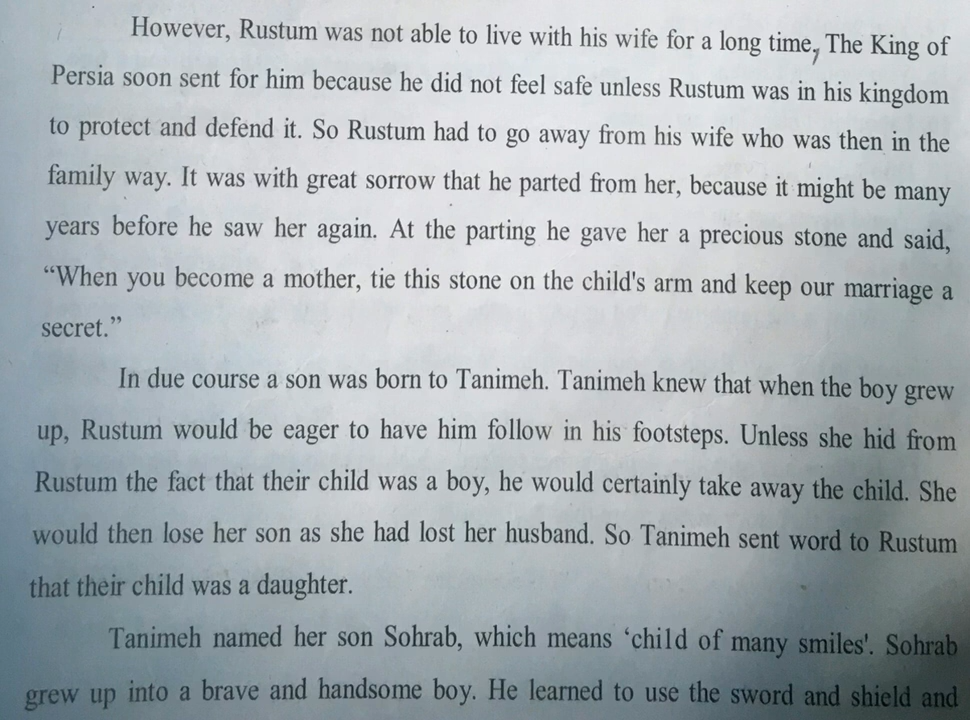 However, Rustum was not able to live with his wife for a long time, The King of
Persia soon sent for him because he did not feel safe unless Rustum was in his kingdom
to protect and defend it. So Rustum had to go away from his wife who was then in the
family way. It was with great sorrow that he parted from her, because it might be many
years before he saw her again. At the parting he gave her a precious stone and said,
“When you become a mother, tie this stone on the child's arm and keep our marriage a
secret.”
In due course a son was born to Tanimeh. Tanimeh knew that when the boy grew
up, Rustum would be eager to have him follow in his footsteps. Unless she hid from
Rustum the fact that their child was a boy, he would certainly take away the child. She
would then lose her son as she had lost her husband. So Tanimeh sent word to Rustum
that their child was a daughter.
Tanimeh named her son Sohrab, which means ‘child of many smiles'. Sohrab
grew up into a brave and handsome boy. He learned to use the sword and shield and